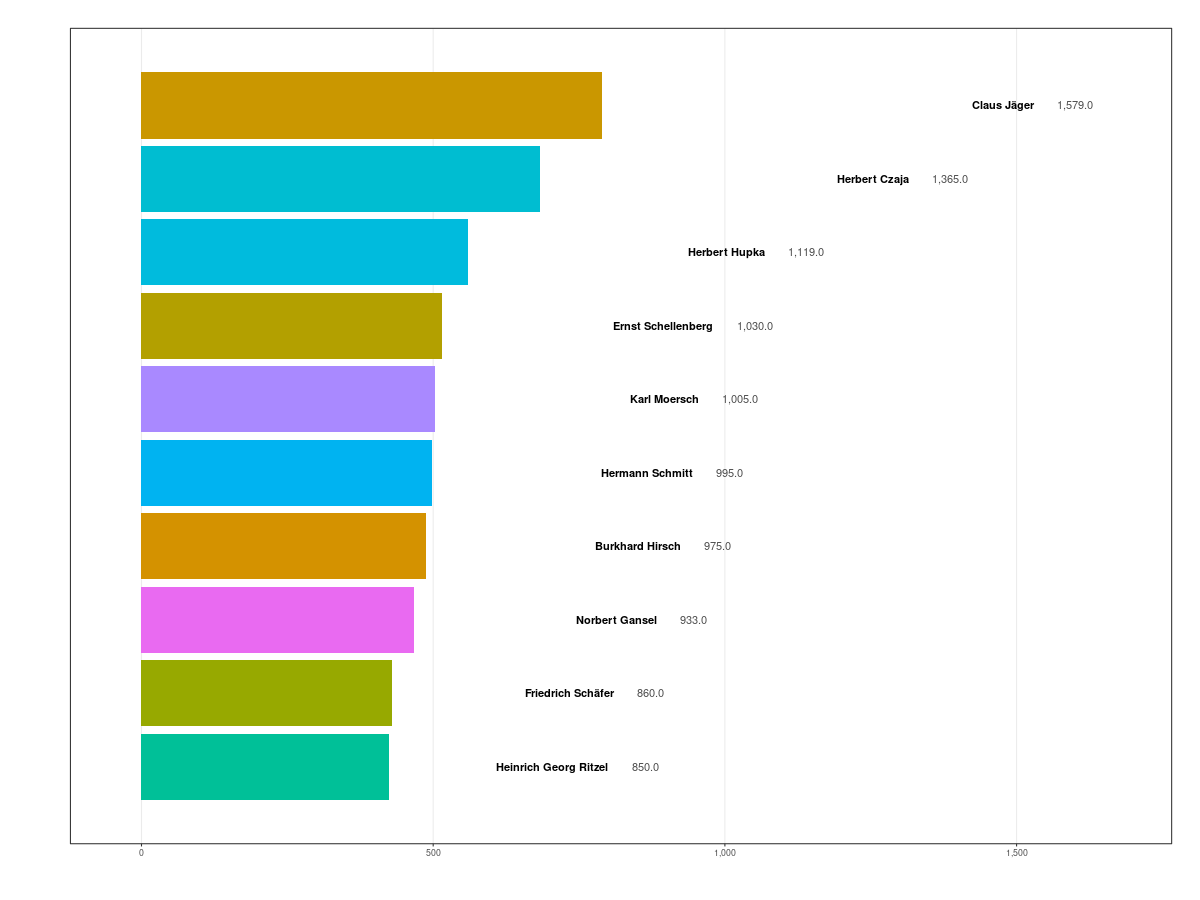 Claus Jäger 1,579.0
Herbert Czaja 1,365.0
Herbert Hupka 1,119.0
Ernst Schellenberg 1,030.0
Karl Moersch 1,005.0
Hermann Schmitt 995.0
Burkhard Hirsch 975.0
Norbert Gansel 933.0
Friedrich Schäfer 860.0
Heinrich Georg Ritzel 850.0
0 500 1,000 1,500